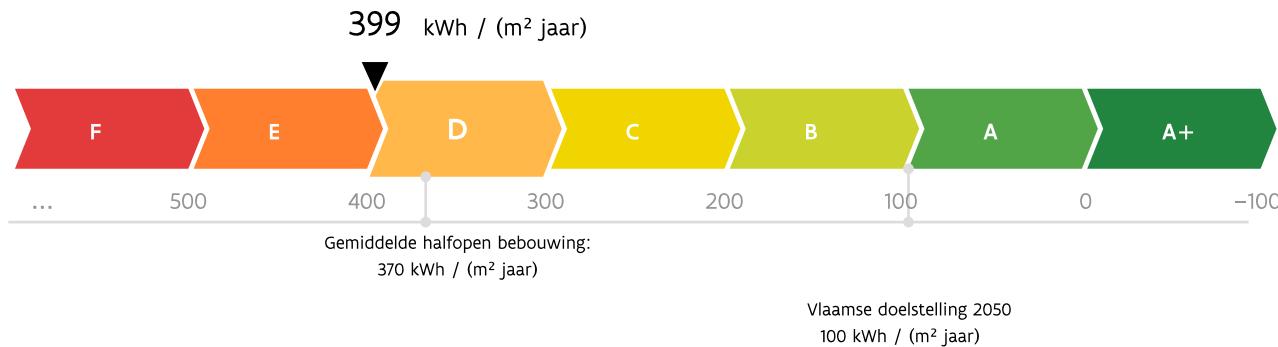 399 kWh / (m² jaar)
F E D C B A A+
... 500 400 300 200 100 0 –100
Gemiddelde halfopen bebouwing:
370 kWh / (m² jaar)
Vlaamse doelstelling 2050
100 kWh / (m² jaar)